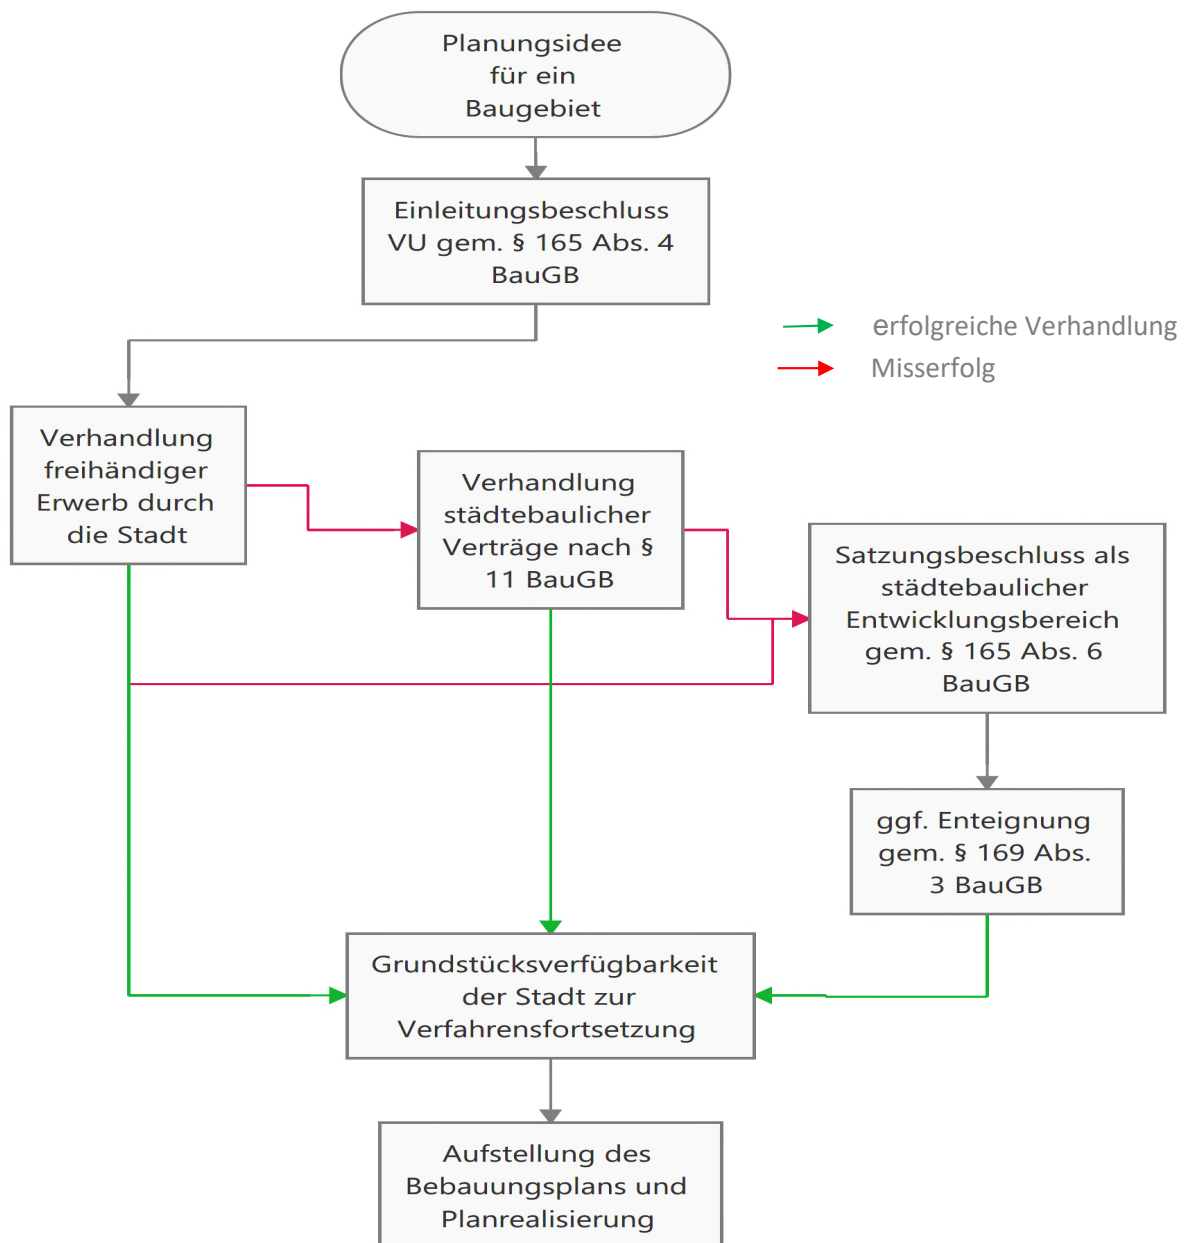 Planungsidee
für ein
Baugebiet
Einleitungsbeschluss
VU gem. § 165 Abs. 4
BauGB
erfolgreiche Verhandlung
Misserfolg
Verhandlung
freihändiger
Erwerb durch
die Stadt
Verhandlung
städtebaulicher
Verträge nach §
11 BauGB
Satzungsbeschluss als
städtebaulicher
Entwicklungsbereich
gem. § 165 Abs. 6
BauGB
ggf. Enteignung
gem. § 169 Abs.
3 BauGB
Grundstücksverfügbarkeit
der Stadt zur
Verfahrensfortsetzung
Aufstellung des
Bebauungsplans und
Planrealisierung